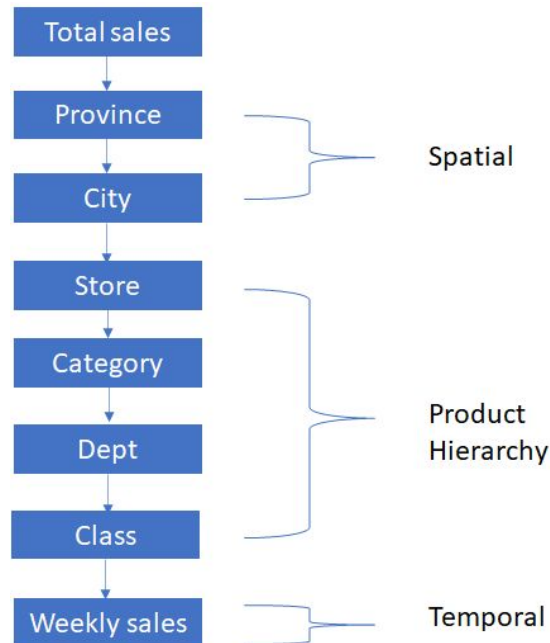 Total sales
Province
City
Spatial
Store
Category
Dept
Class
Product
Hierarchy
Weekly sales
Temporal